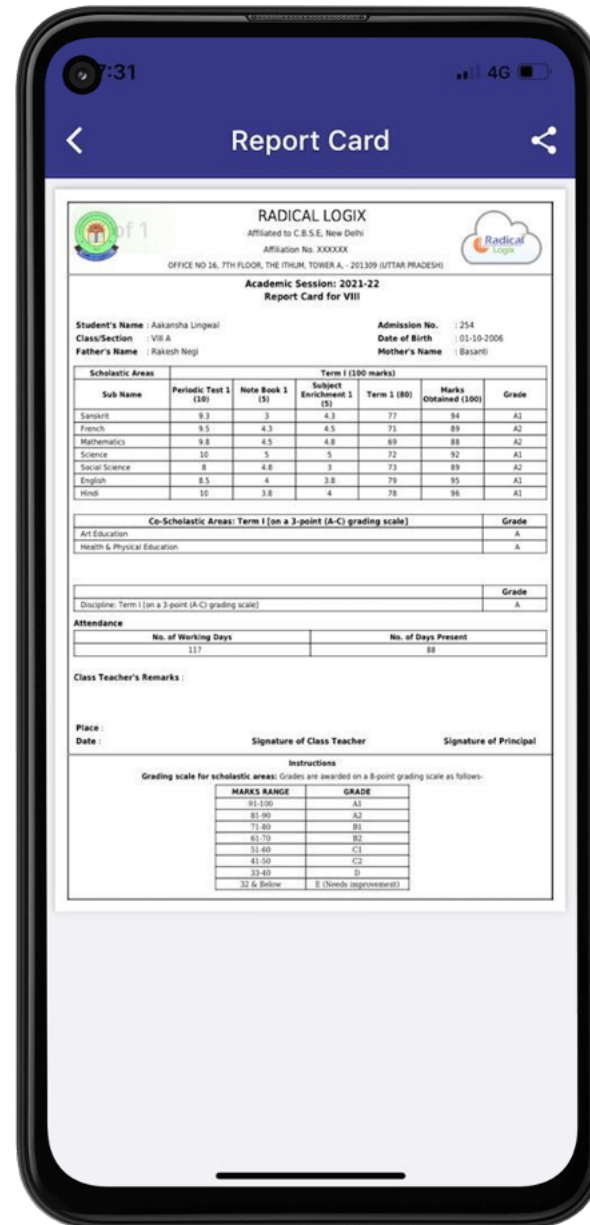 7:31 4G
Report Card
of 1
RADICAL LOGIX
Affiliated to C.B.S.E, New Delhi
Affiliation No. XXXXXX
OFFICE NO 16, 7TH FLOOR, THE ITHUM, TOWER A, - 201309 (UTTAR PRADESH)
Radical
Logix
Academic Session: 2021-22
Report Card for VIII
Student's Name : Aakansha Lingwal Admission No. : 254
Class/Section : VIII A Date of Birth : 01-10-2006
Father's Name : Rakesh Negi Mother's Name : Basanti
Scholastic Areas Term I (100 marks)
Sub Name Periodic Test 1 (10) Note Book 1 (5) Subject Enrichment 1 (5) Term 1 (80) Marks Obtained (100) Grade
Sanskrit 9.3 3 4.3 77 94 A1
French 9.5 4.3 4.5 71 89 A2
Mathematics 9.8 4.5 4.8 69 88 A2
Science 10 5 5 72 92 A1
Social Science 8 4.8 3 73 89 A2
English 8.5 4 3.8 79 95 A1
Hindi 10 3.8 4 78 96 A1
Co-Scholastic Areas: Term I [on a 3-point (A-C) grading scale] Grade
Art Education A
Health & Physical Education A
Grade
Discipline: Term I [on a 3-point (A-C) grading scale] A
Attendance
No. of Working Days No. of Days Present
117 88
Class Teacher's Remarks :
Place :
Date : Signature of Class Teacher Signature of Principal
Instructions
Grading scale for scholastic areas: Grades are awarded on a 8-point grading scale as follows-
MARKS RANGE GRADE
91-100 A1
81-90 A2
71-80 B1
61-70 B2
51-60 C1
41-50 C2
33-40 D
32 & Below E (Needs improvement)